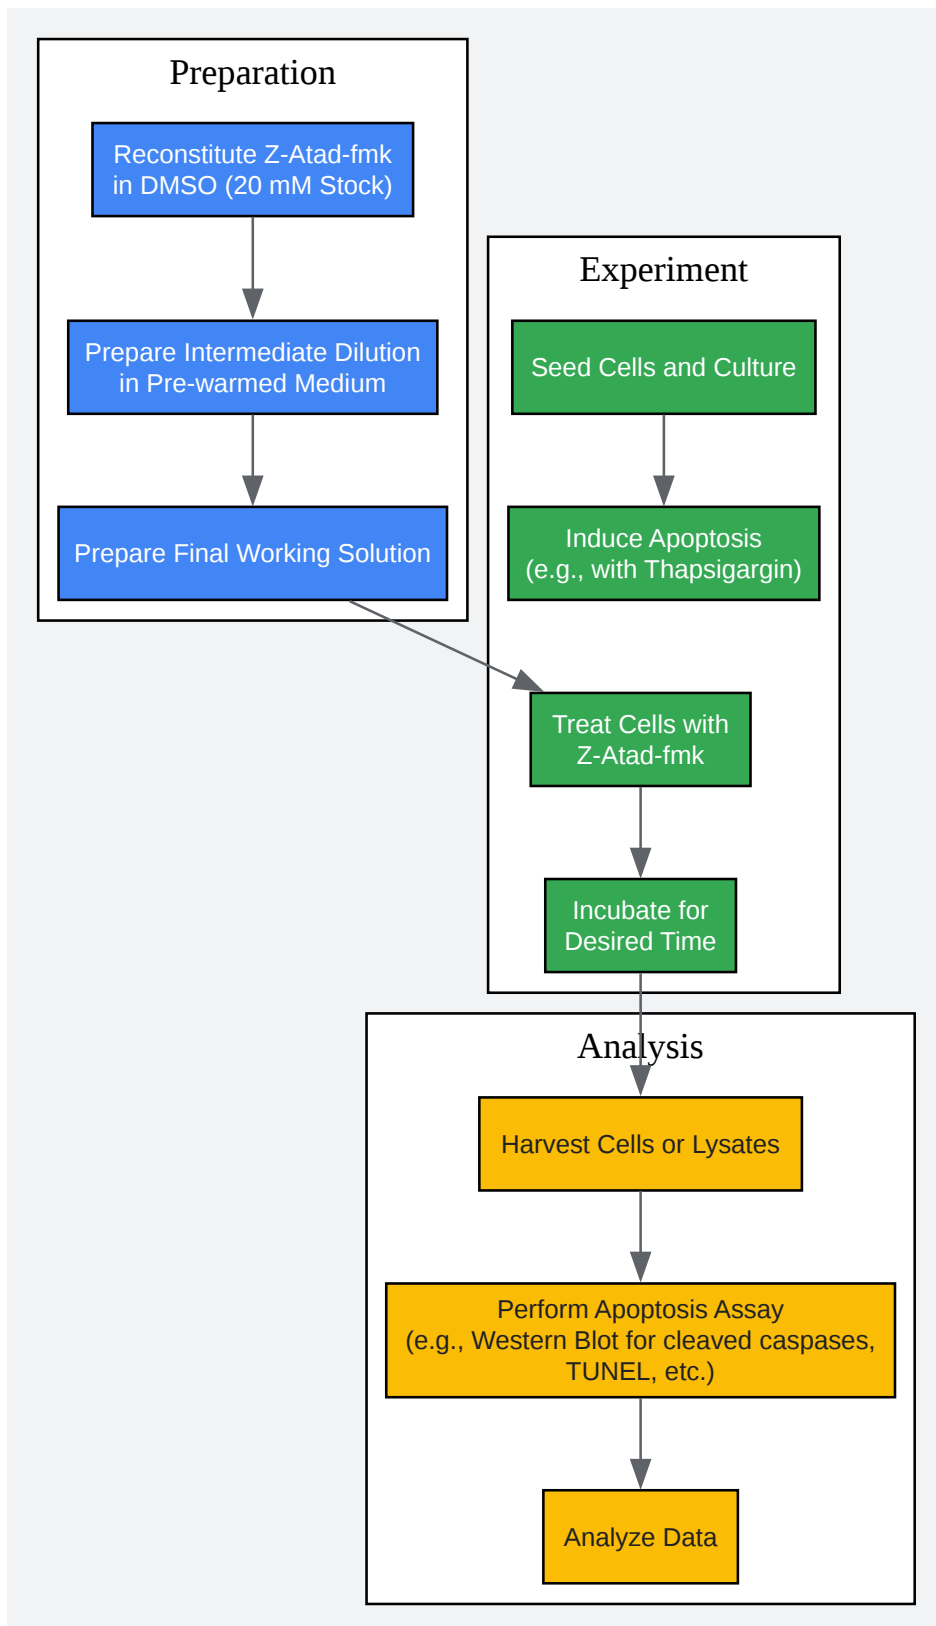 Preparation
Reconstitute Z-Atad-fmk
in DMSO (20 mM Stock)
Prepare Intermediate Dilution
in Pre-warmed Medium
Prepare Final Working Solution
Experiment
Seed Cells and Culture
Induce Apoptosis
(e.g., with Thapsigargin)
Treat Cells with
Z-Atad-fmk
Incubate for
Desired Time
Analysis
Harvest Cells or Lysates
Perform Apoptosis Assay
(e.g., Western Blot for cleaved caspases,
TUNEL, etc.)
Analyze Data